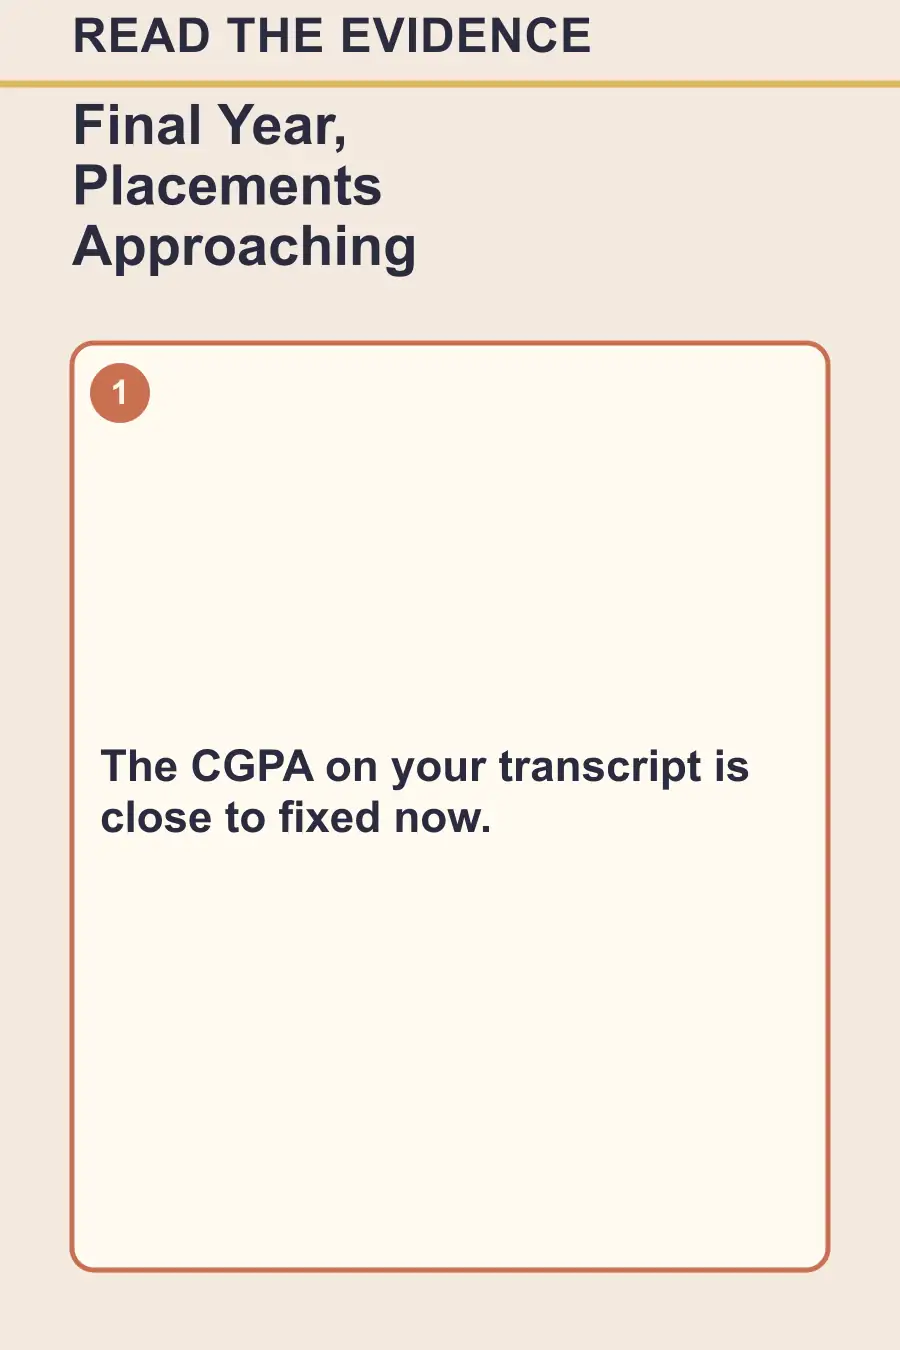 READ THE EVIDENCE
Final Year,
Placements
Approaching
1
The CGPA on your transcript is
close to fixed now.